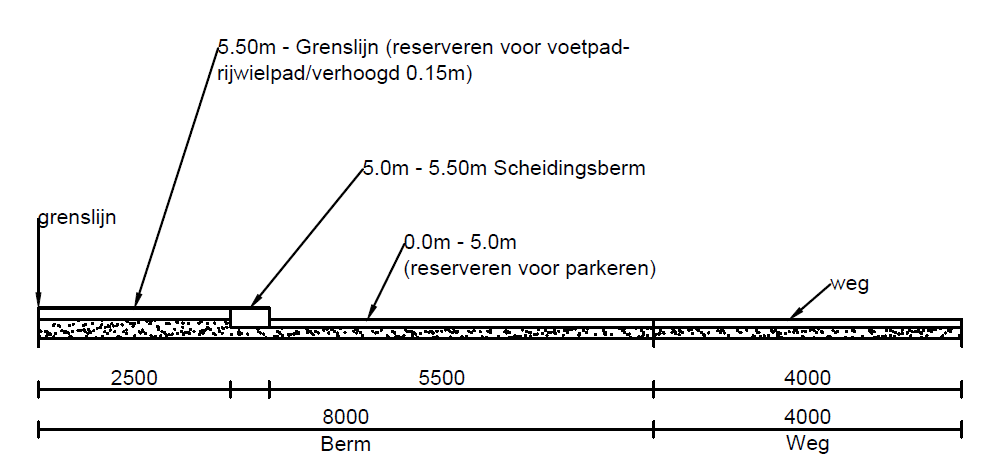 5.50m - Grenslijn (reserveren voor voetpad-
rijwielpad/verhoogd 0.15m)
5.0m - 5.50m Scheidingsberm
grenslijn
0.0m - 5.0m
(reserveren voor parkeren)
weg
2500
5500
4000
8000
4000
Berm
Weg